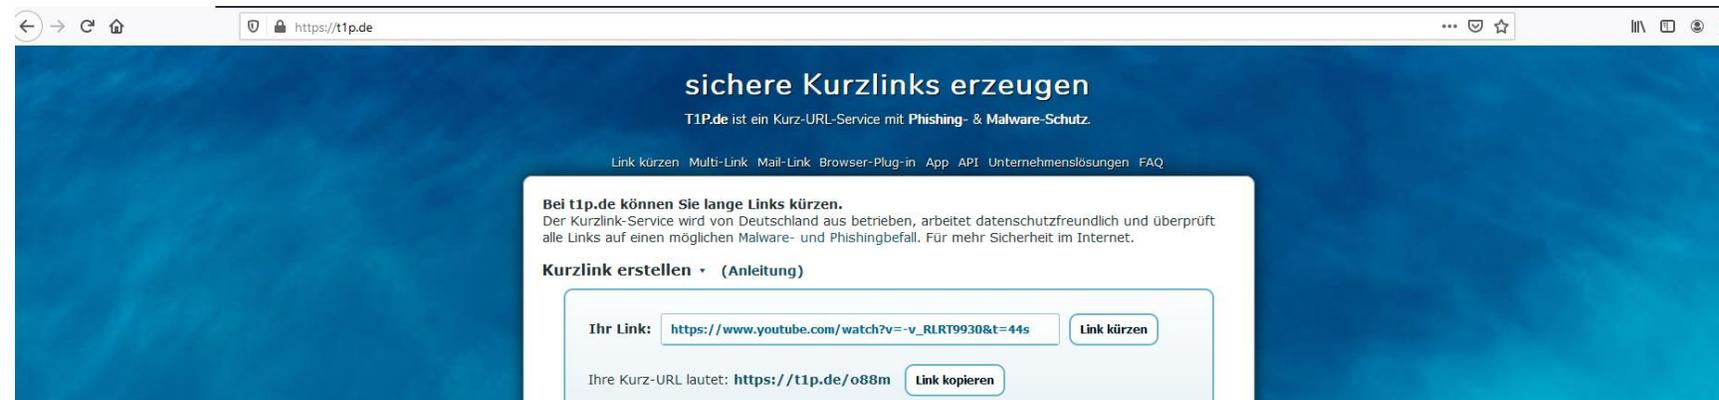 https://t1p.de
sichere Kurzlinks erzeugen
T1P.de ist ein Kurz-URL-Service mit Phishing- & Malware-Schutz.
Link kürzen Multi-Link Mail-Link Browser-Plug-in App API Unternehmenslösungen FAQ
Bei t1p.de können Sie lange Links kürzen.
Der Kurzlink-Service wird von Deutschland aus betrieben, arbeitet datenschutzfreundlich und überprüft
alle Links auf einen möglichen Malware- und Phishingbefall. Für mehr Sicherheit im Internet.
Kurzlink erstellen (Anleitung)
Ihr Link: https://www.youtube.com/watch?v=-v_RLRT9930&t=44s Link kürzen
Ihre Kurz-URL lautet: https://t1p.de/o88m Link kopieren